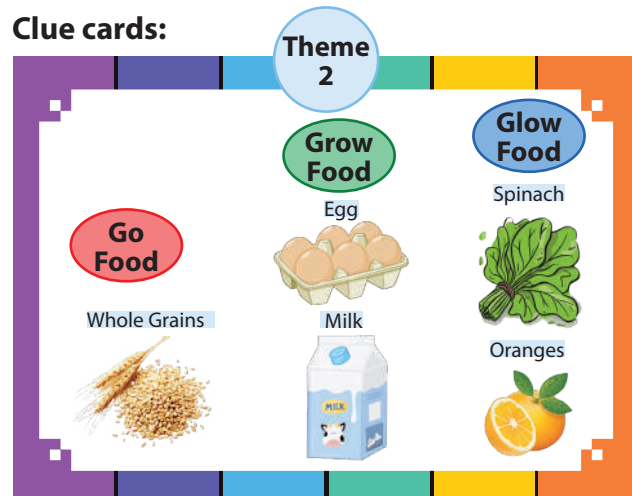 Clue cards:
Theme
2
Go
Food
Whole Grains
Grow
Food
Egg
Milk
MILK
Glow
Food
Spinach
Oranges